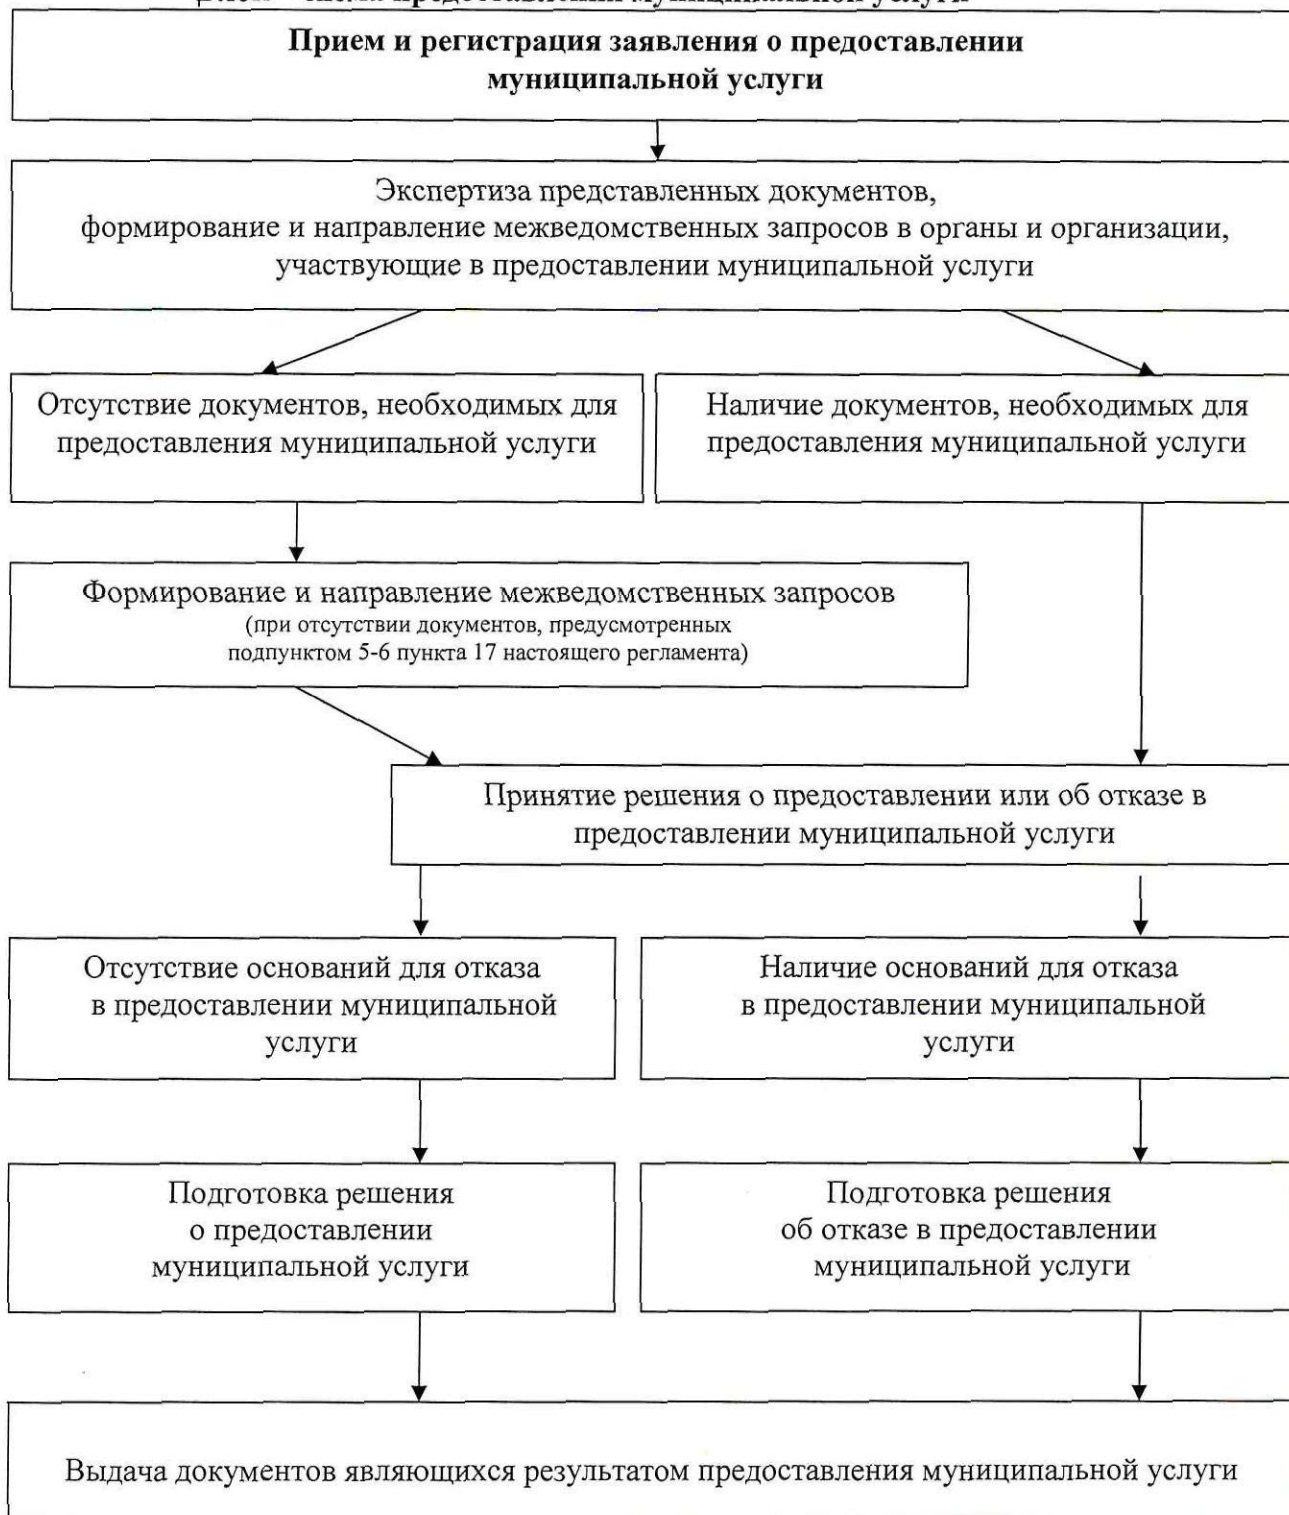 предоставления муниципальной услуги
Прием и регистрация заявления о предоставлении
муниципальной услуги
Экспертиза представленных документов,
формирование и направление межведомственных запросов в органы и организации,
участвующие в предоставлении муниципальной услуги
Отсутствие документов, необходимых для
предоставления муниципальной услуги
Наличие документов, необходимых для
предоставления муниципальной услуги
Формирование и направление межведомственных запросов
(при отсутствии документов, предусмотренных
подпунктом 5-6 пункта 17 настоящего регламента)
Принятие решения о предоставлении или об отказе в
предоставлении муниципальной услуги
Отсутствие оснований для отказа
в предоставлении муниципальной
услуги
Наличие оснований для отказа
в предоставлении муниципальной
услуги
Подготовка решения
о предоставлении
муниципальной услуги
Подготовка решения
об отказе в предоставлении
муниципальной услуги
Выдача документов являющихся результатом предоставления муниципальной услуги